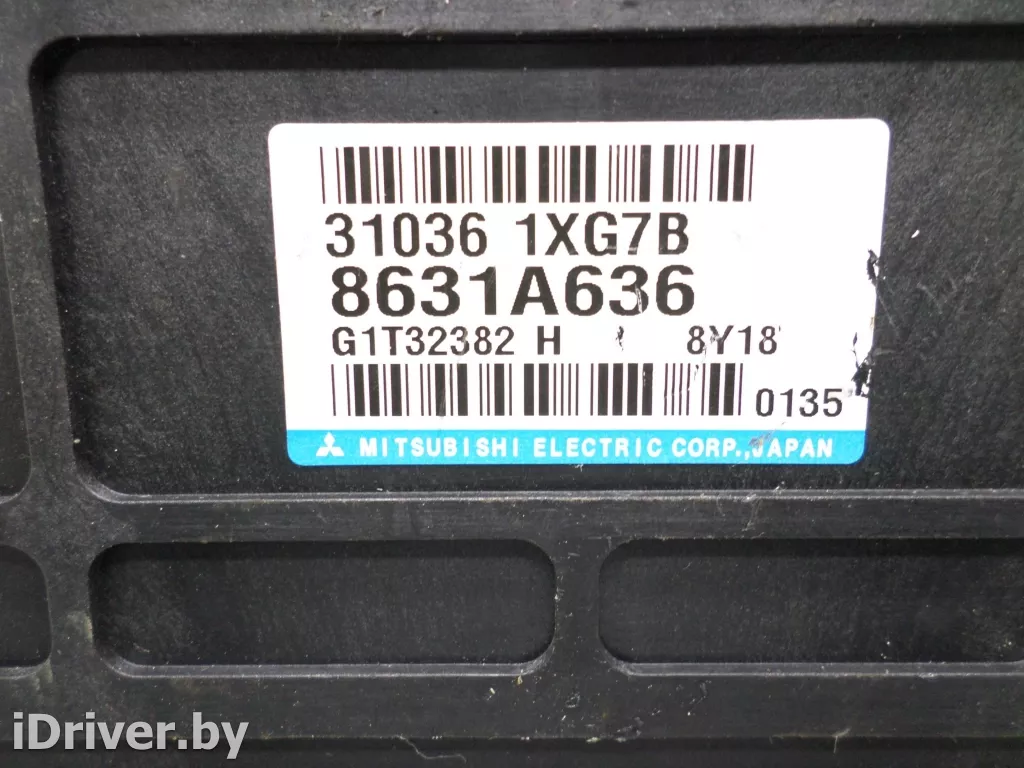 31036 1XG7B
8631A636
G1T32382 H 8Y18
0135
MITSUBISHI ELECTRIC CORP., JAPAN
iDriver.by